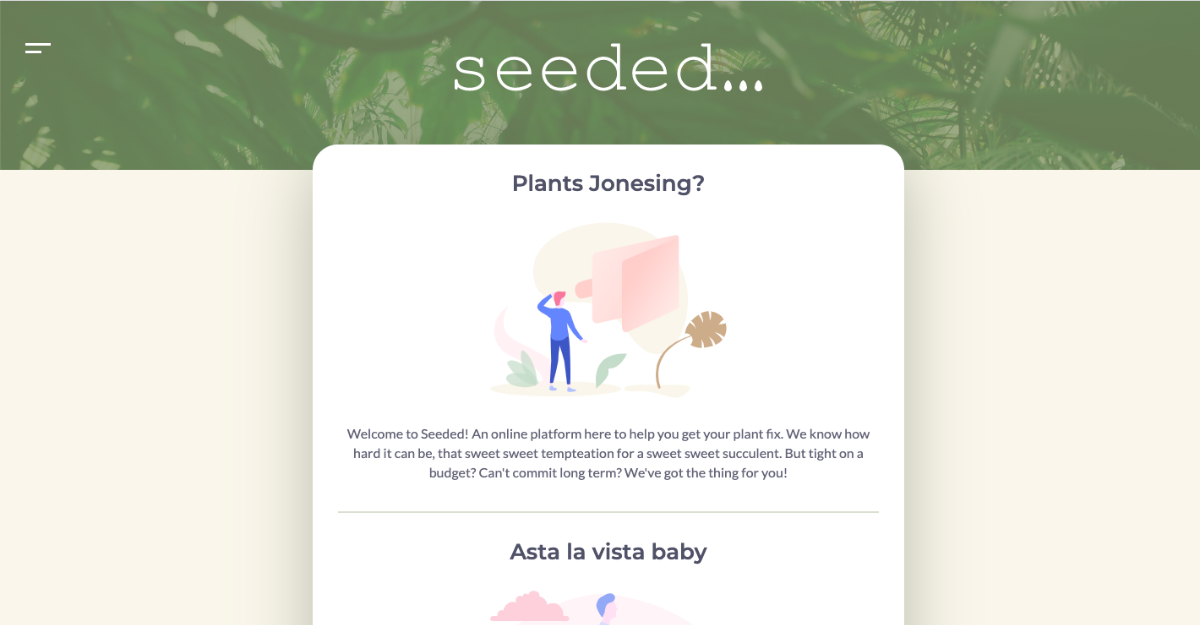 seeded...
Plants Jonesing?
Welcome to Seeded! An online platform here to help you get your plant fix. We know how
hard it can be, that sweet sweet tempteation for a sweet sweet succulent. But tight on a
budget? Can't commit long term? We've got the thing for you!
Asta la vista baby